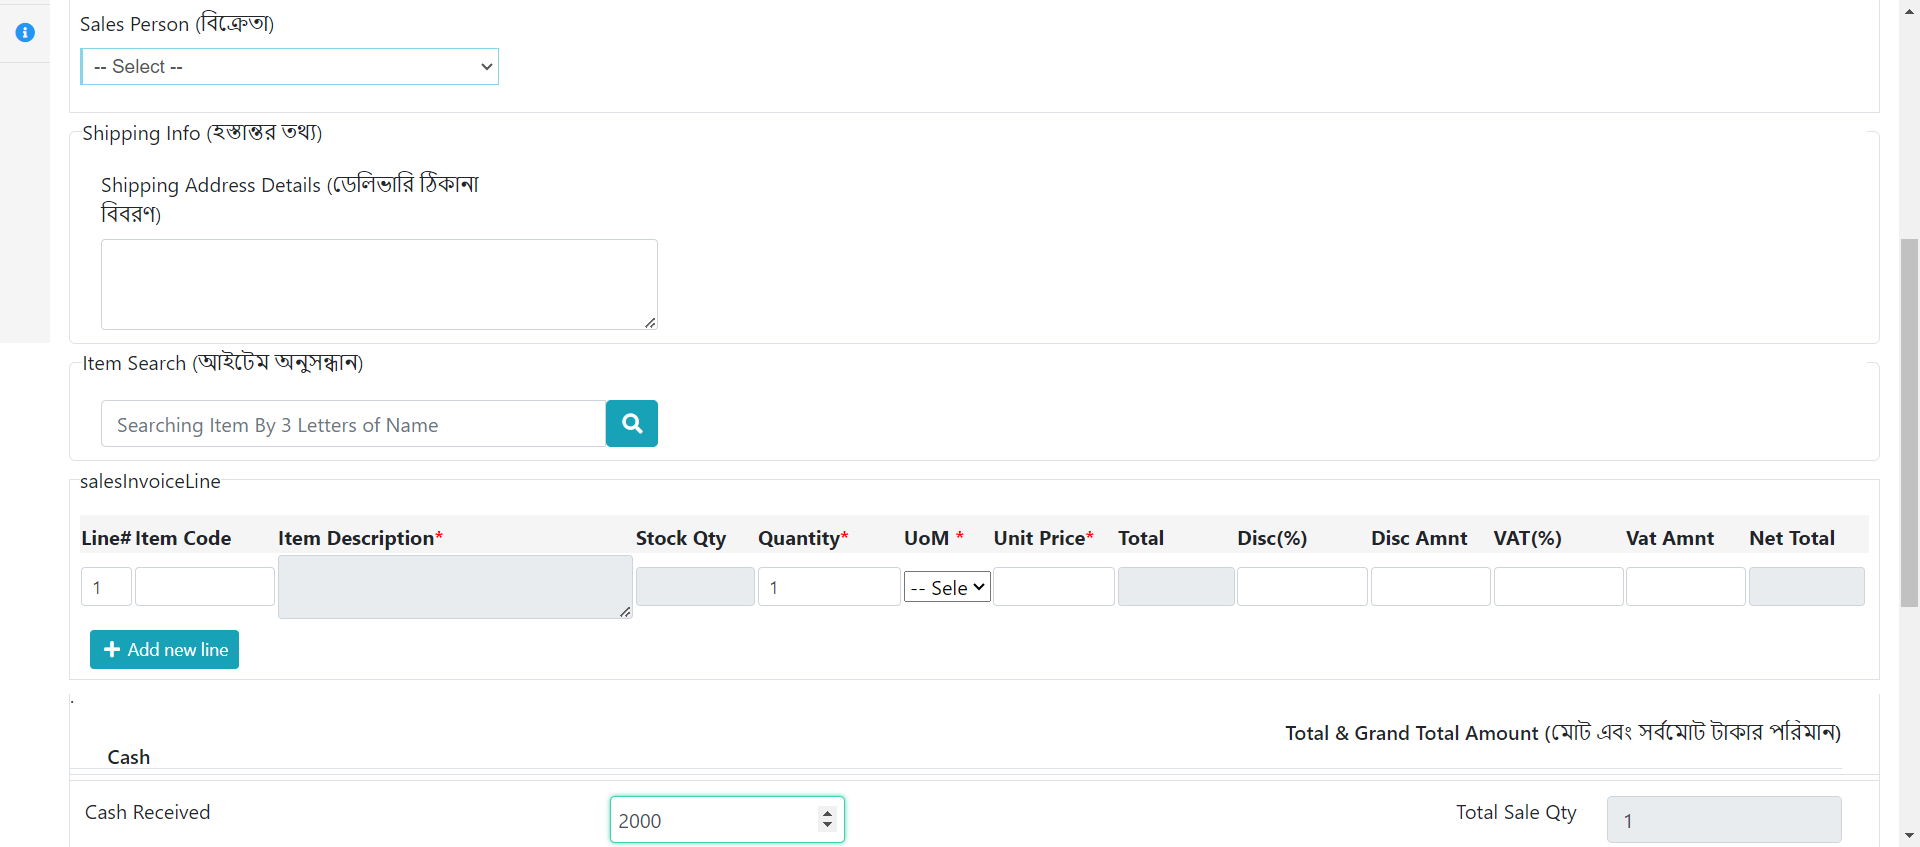 Sales Person (বিক্রেতা)
-- Select --
Shipping Info (হস্তান্তর তথ্য)
Shipping Address Details (ডেলিভারি ঠিকানা
বিবরণ)
Item Search (আইটেম অনুসন্ধান)
Searching Item By 3 Letters of Name
salesInvoiceLine
Line# Item Code Item Description* Stock Qty Quantity* UoM * Unit Price* Total Disc(%) Disc Amnt VAT(%) Vat Amnt Net Total
1 1 -- Sele
Add new line
.
Total & Grand Total Amount (মোট এবং সর্বমোট টাকার পরিমান)
Cash
Cash Received 2000 Total Sale Qty 1